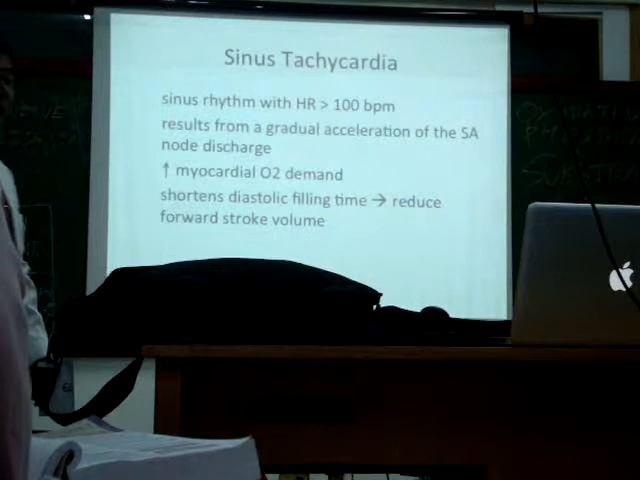 Sinus Tachycardia
sinus rhythm with HR > 100 bpm
results from a gradual acceleration of the SA
node discharge
↑ myocardial O2 demand
shortens diastolic filling time → reduce
forward stroke volume